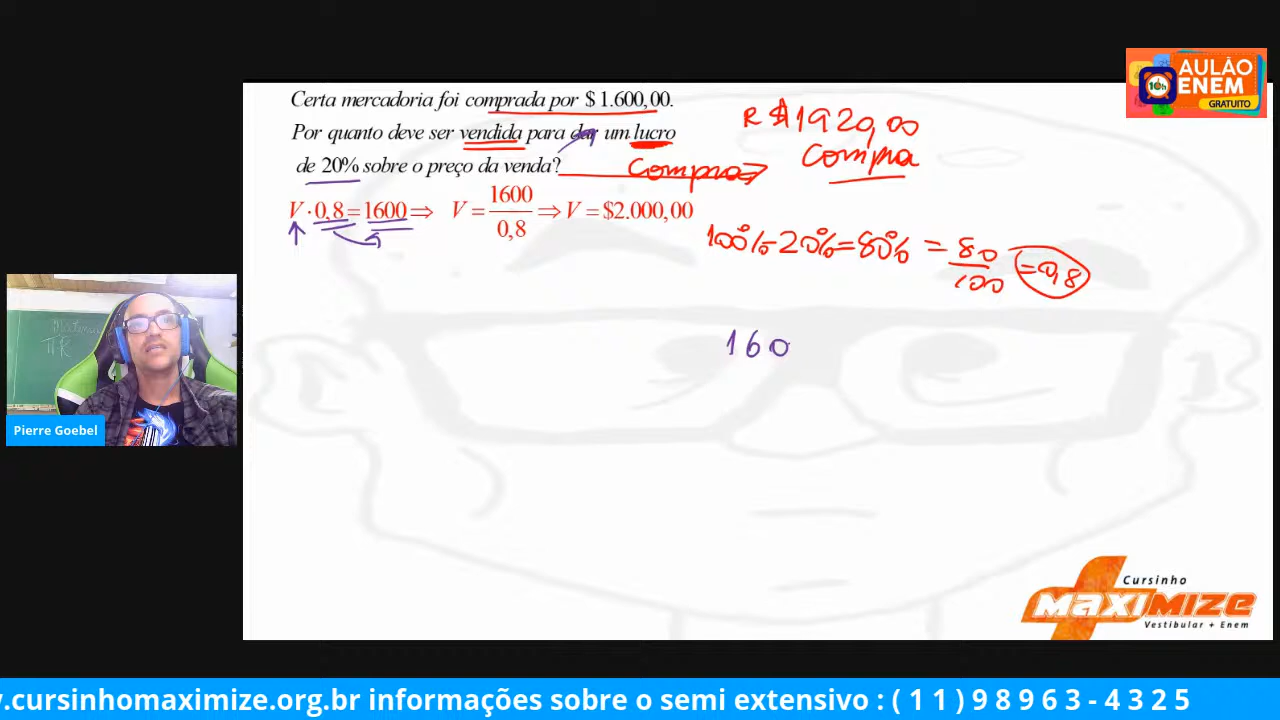 AULÃO
ENEM
10h
GRATUITO
Certa mercadoria foi comprada por $ 1.600,00.
Por quanto deve ser vendida para dar um lucro
de 20% sobre o preço da venda?
Compra
R$1920,00
Compra
V · 0,8 = 1600 ⇒ V = 1600/0,8 ⇒ V = $2.000,00
100%-20%=80% = 80/100 = 0,8
160
Pierre Goebel
Cursinho
MAXIMIZE
Vestibular + Enem
.cursinhomaximize.org.br informações sobre o semi extensivo : ( 1 1 ) 9 8 9 6 3 - 4 3 2 5